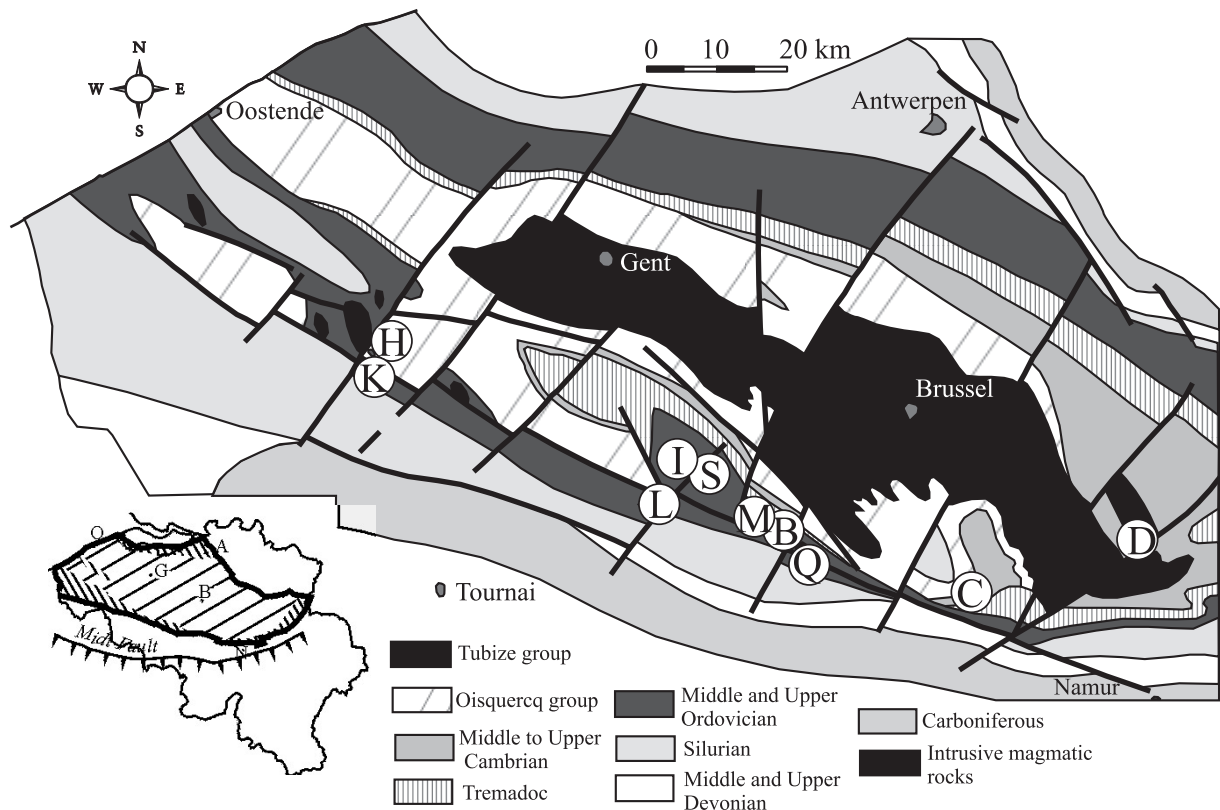 N
W E
S
0 10 20 km
Antwerpen
Oostende
Gent
Brussel
H
K
I
S
L
M
B
Q
D
C
Tournai
Namur
O
A
G
B
N
Midi Fault
Tubize group
Oisquercq group
Middle to Upper
Cambrian
Tremadoc
Middle and Upper
Ordovician
Silurian
Middle and Upper
Devonian
Carboniferous
Intrusive magmatic
rocks